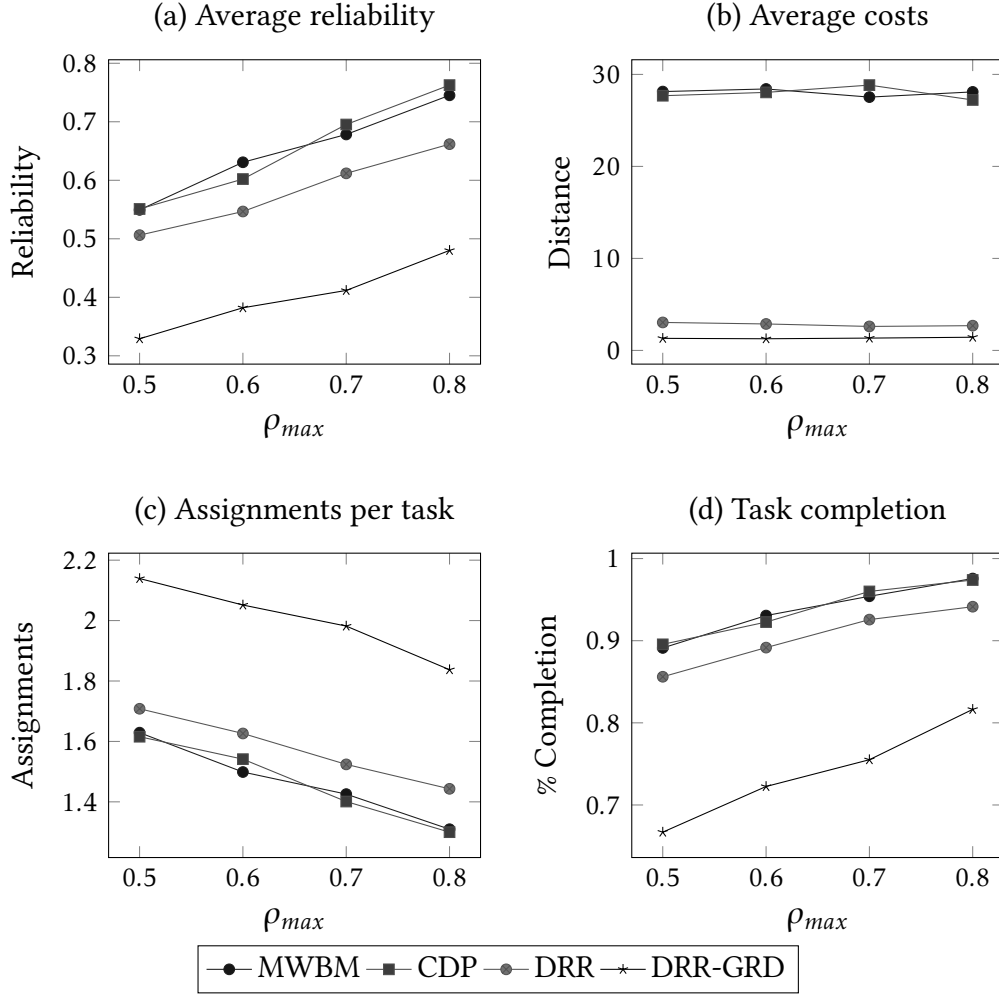 (a) Average reliability
0.8
0.7
0.6
0.5
0.4
0.3
Reliability
0.5 0.6 0.7 0.8
ρmax
(b) Average costs
30
20
10
0
Distance
0.5 0.6 0.7 0.8
ρmax
(c) Assignments per task
2.2
2
1.8
1.6
1.4
Assignments
0.5 0.6 0.7 0.8
ρmax
(d) Task completion
1
0.9
0.8
0.7
% Completion
0.5 0.6 0.7 0.8
ρmax
MWBM CDP DRR DRR-GRD